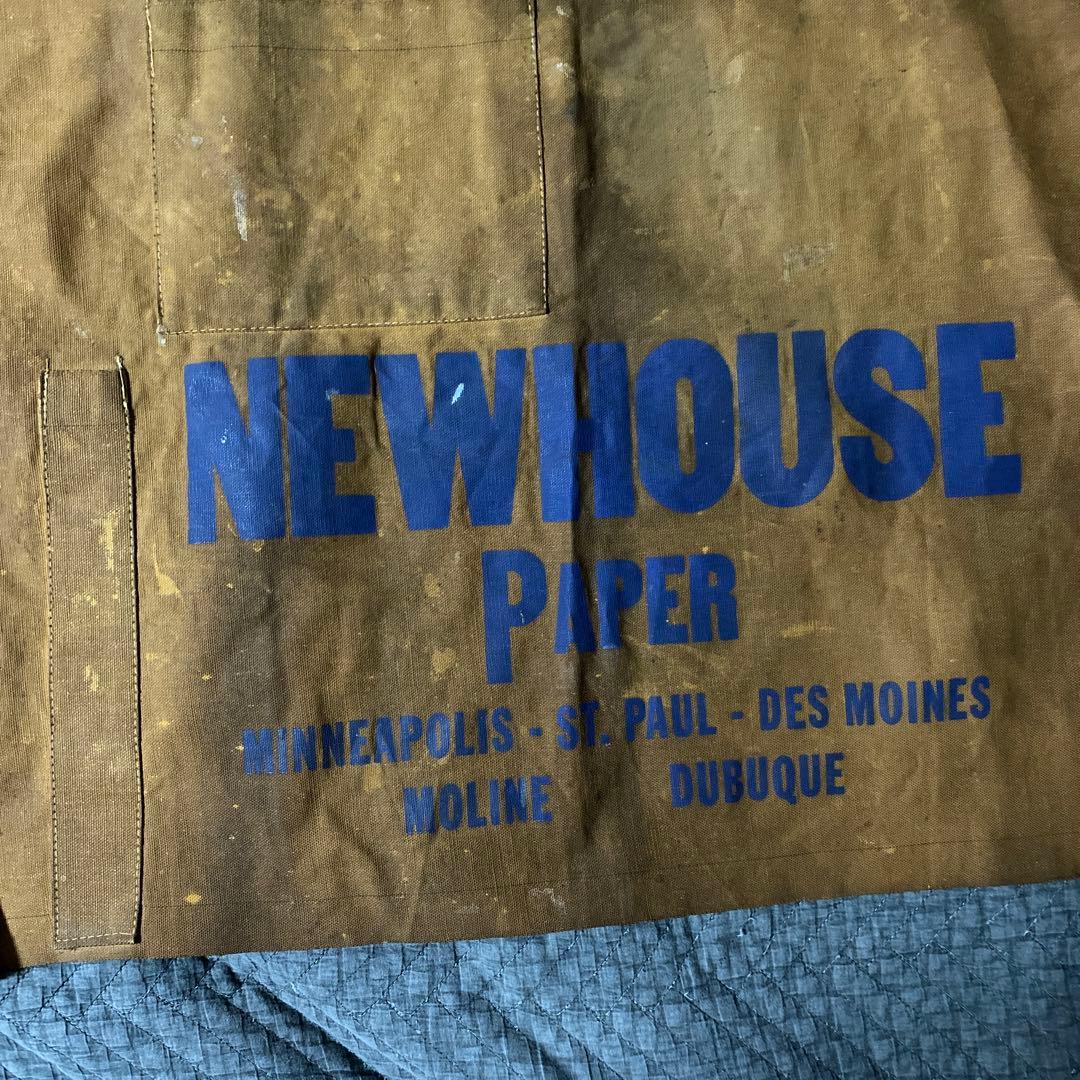 NEWHOUSE
PAPER
MINNEAPOLIS - ST. PAUL - DES MOINES
MOLINE DUBUQUE